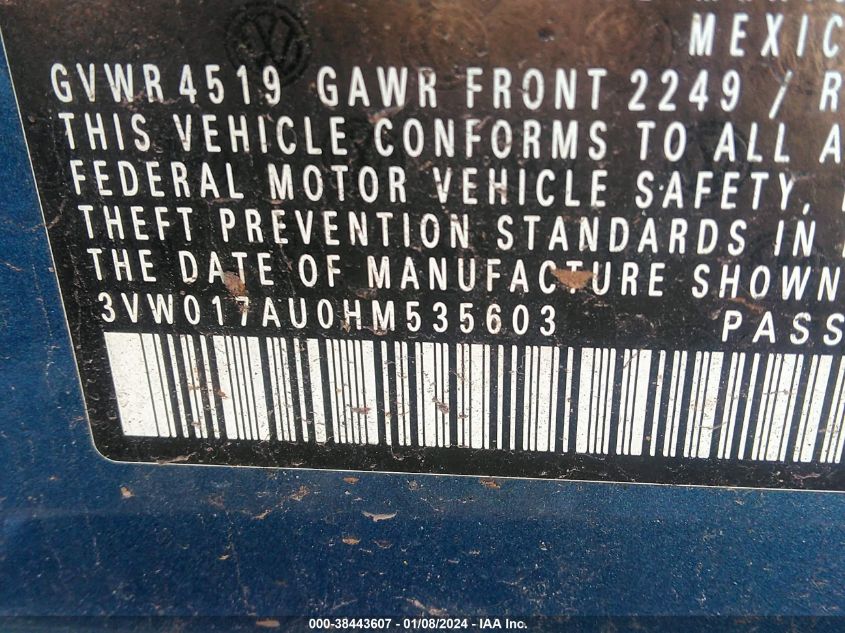 MEXIC
GVWR 4519 GAWR FRONT 2249 / R
THIS VEHICLE CONFORMS TO ALL A
FEDERAL MOTOR VEHICLE SAFETY,
THEFT PREVENTION STANDARDS IN
THE DATE OF MANUFACTURE SHOWN
3VW017AU0HM535603 PASS
000-38443607 - 01/08/2024 - IAA Inc.